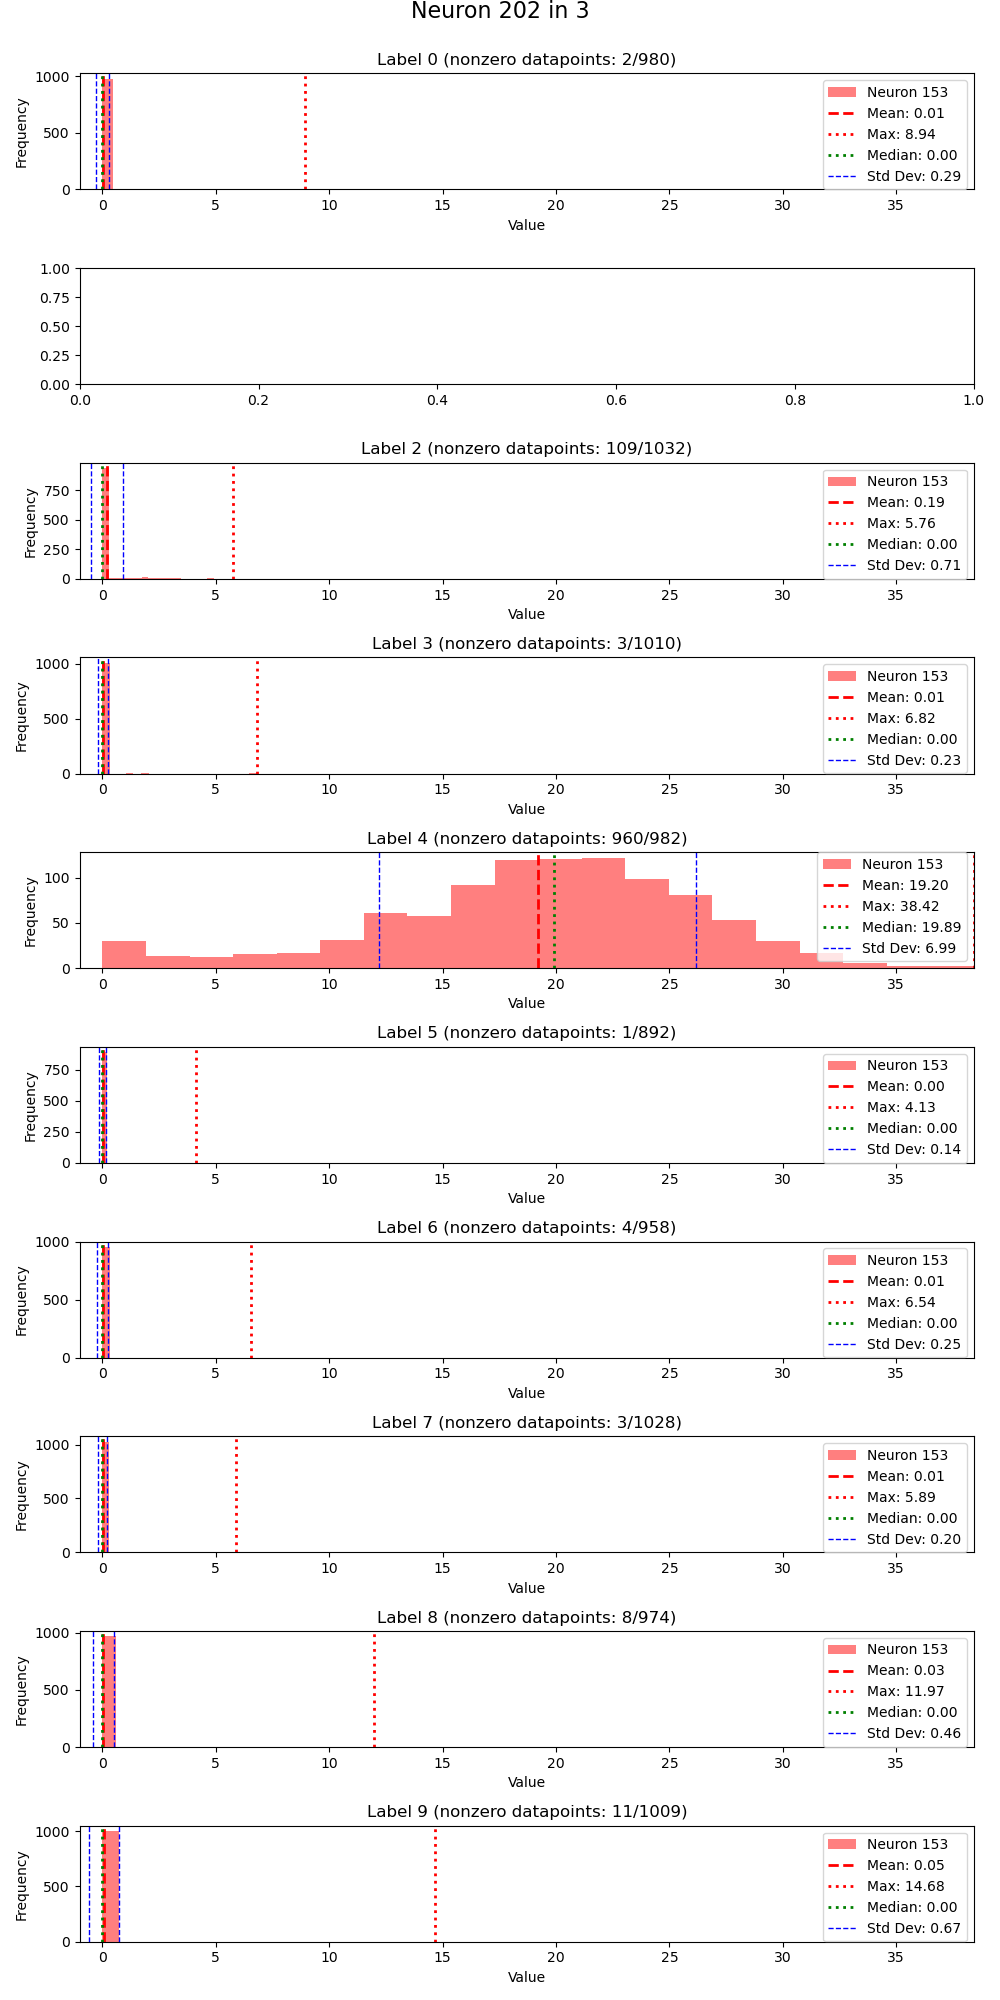 Neuron 202 in 3
Label 0 (nonzero datapoints: 2/980)
Frequency
1000
500
0
Neuron 153
Mean: 0.01
Max: 8.94
Median: 0.00
Std Dev: 0.29
0 5 10 15 20 25 30 35
Value
1.00
0.75
0.50
0.25
0.00
0.0 0.2 0.4 0.6 0.8 1.0
Label 2 (nonzero datapoints: 109/1032)
Frequency
750
500
250
0
Neuron 153
Mean: 0.19
Max: 5.76
Median: 0.00
Std Dev: 0.71
0 5 10 15 20 25 30 35
Value
Label 3 (nonzero datapoints: 3/1010)
Frequency
1000
500
0
Neuron 153
Mean: 0.01
Max: 6.82
Median: 0.00
Std Dev: 0.23
0 5 10 15 20 25 30 35
Value
Label 4 (nonzero datapoints: 960/982)
Frequency
100
50
0
Neuron 153
Mean: 19.20
Max: 38.42
Median: 19.89
Std Dev: 6.99
0 5 10 15 20 25 30 35
Value
Label 5 (nonzero datapoints: 1/892)
Frequency
750
500
250
0
Neuron 153
Mean: 0.00
Max: 4.13
Median: 0.00
Std Dev: 0.14
0 5 10 15 20 25 30 35
Value
Label 6 (nonzero datapoints: 4/958)
Frequency
1000
500
0
Neuron 153
Mean: 0.01
Max: 6.54
Median: 0.00
Std Dev: 0.25
0 5 10 15 20 25 30 35
Value
Label 7 (nonzero datapoints: 3/1028)
Frequency
1000
500
0
Neuron 153
Mean: 0.01
Max: 5.89
Median: 0.00
Std Dev: 0.20
0 5 10 15 20 25 30 35
Value
Label 8 (nonzero datapoints: 8/974)
Frequency
1000
500
0
Neuron 153
Mean: 0.03
Max: 11.97
Median: 0.00
Std Dev: 0.46
0 5 10 15 20 25 30 35
Value
Label 9 (nonzero datapoints: 11/1009)
Frequency
1000
500
0
Neuron 153
Mean: 0.05
Max: 14.68
Median: 0.00
Std Dev: 0.67
0 5 10 15 20 25 30 35
Value